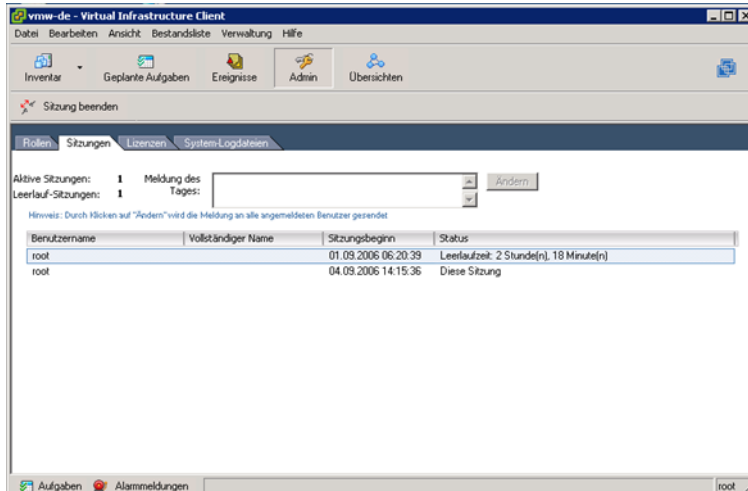 vmw-de - Virtual Infrastructure Client
Datei Bearbeiten Ansicht Bestandsliste Verwaltung Hilfe
Inventar Geplante Aufgaben Ereignisse Admin Übersichten
Sitzung beenden
Rollen Sitzungen Lizenzen System-Logdateien
Aktive Sitzungen: 1 Meldung des Tages: Ändern
Leerlauf-Sitzungen: 1
Hinweis: Durch Klicken auf "Ändern" wird die Meldung an alle angemeldeten Benutzer gesendet
Benutzername Vollständiger Name Sitzungsbeginn Status
root 01.09.2006 06:20:39 Leerlaufzeit: 2 Stunde(n), 18 Minute(n)
root 04.09.2006 14:15:36 Diese Sitzung
Aufgaben Alarmmeldungen root